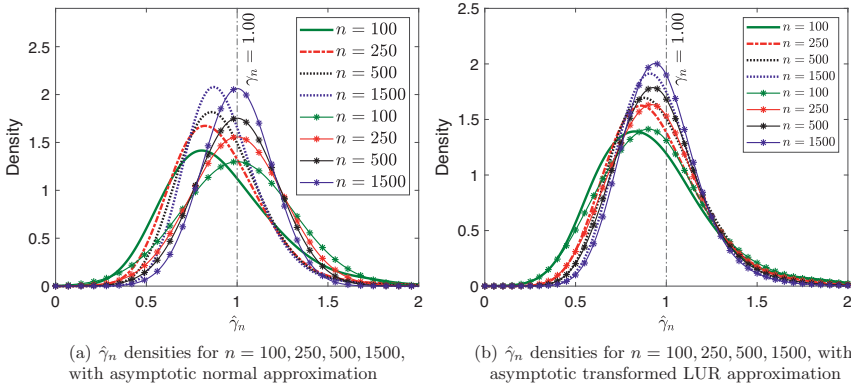 2.5
2
1.5
1
0.5
0
0
0.5
1
1.5
2
Density
γ̂ₙ
γₙ = 1.00
n = 100
n = 250
n = 500
n = 1500
n = 100
n = 250
n = 500
n = 1500
(a) γ̂ₙ densities for n = 100, 250, 500, 1500,
with asymptotic normal approximation
2.5
2
1.5
1
0.5
0
0
0.5
1
1.5
2
Density
γ̂ₙ
γₙ = 1.00
n = 100
n = 250
n = 500
n = 1500
n = 100
n = 250
n = 500
n = 1500
(b) γ̂ₙ densities for n = 100, 250, 500, 1500, with
asymptotic transformed LUR approximation